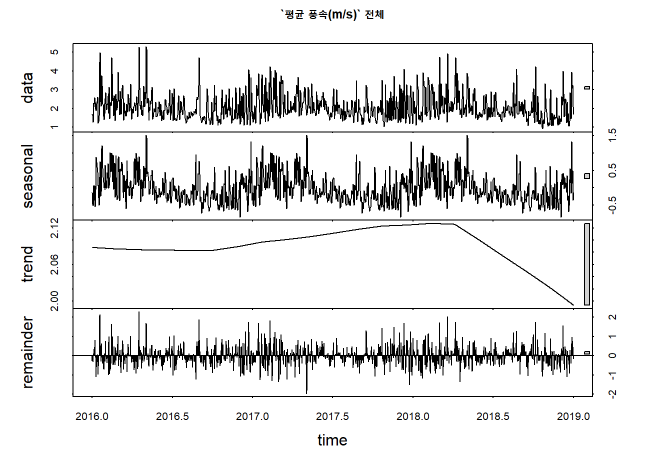 `평균 풍속(m/s)` 전체
data
5
4
3
2
1
seasonal
1.5
0.5
-0.5
trend
2.12
2.06
2.00
remainder
2
1
0
-1
-2
2016.0 2016.5 2017.0 2017.5 2018.0 2018.5 2019.0
time